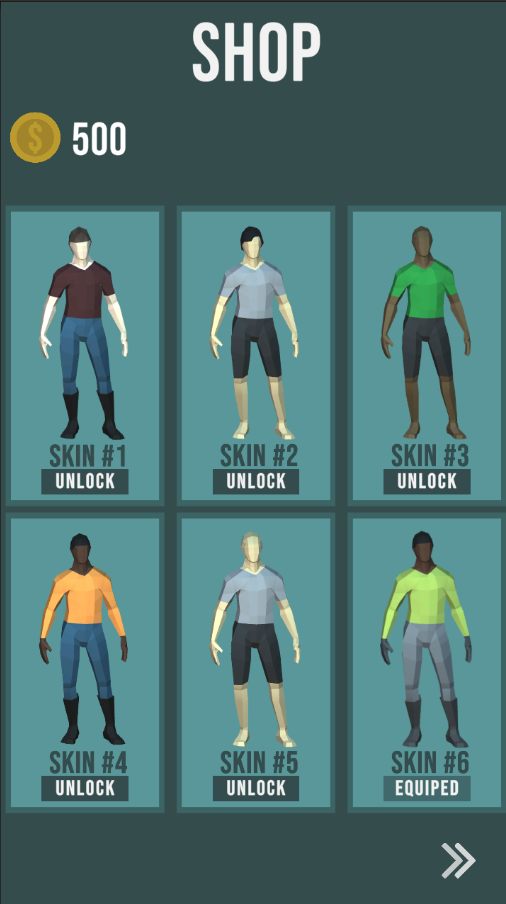 SHOP
$ 500
SKIN #1 SKIN #2 SKIN #3
UNLOCK UNLOCK UNLOCK
SKIN #4 SKIN #5 SKIN #6
UNLOCK UNLOCK EQUIPED